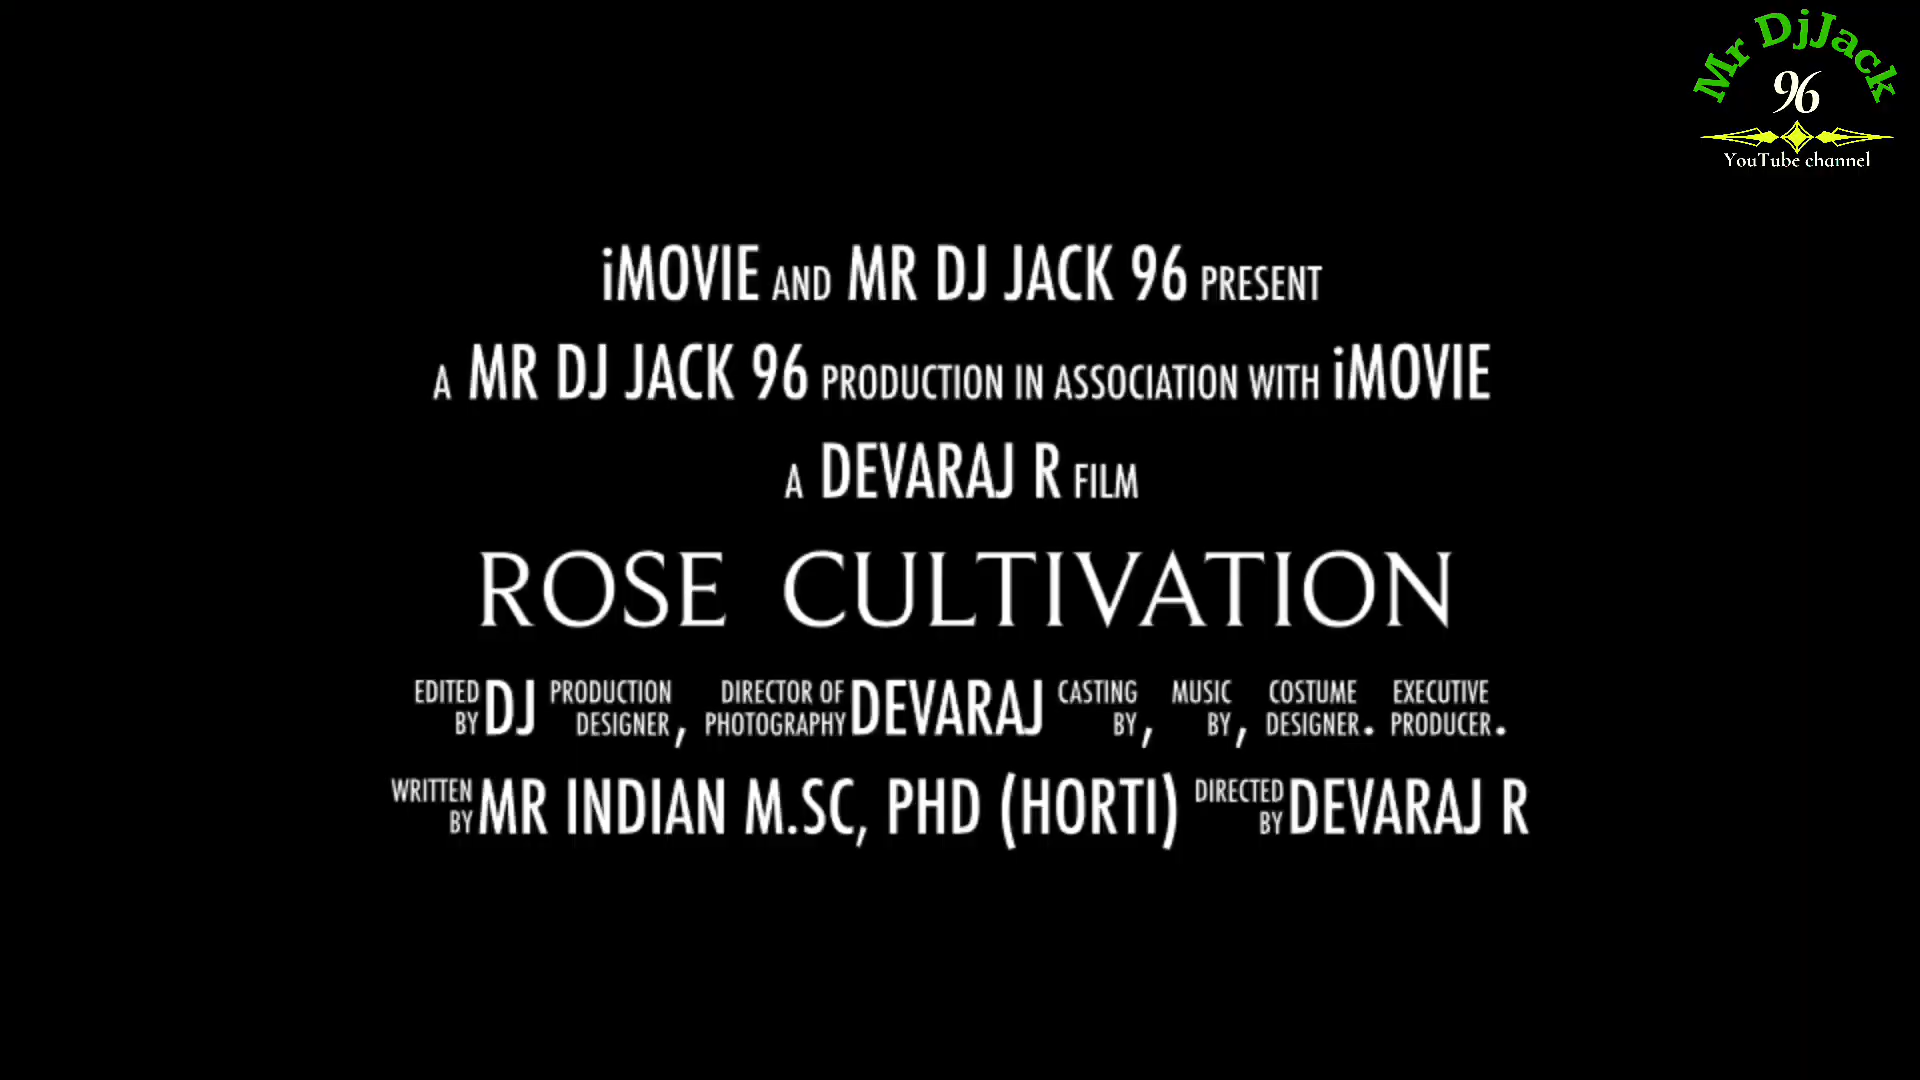 Mr DjJack
96
YouTube channel
iMOVIE AND MR DJ JACK 96 PRESENT
A MR DJ JACK 96 PRODUCTION IN ASSOCIATION WITH iMOVIE
A DEVARAJ R FILM
ROSE CULTIVATION
EDITED BY DJ PRODUCTION DESIGNER, DIRECTOR OF PHOTOGRAPHY DEVARAJ CASTING BY, MUSIC BY, COSTUME DESIGNER. EXECUTIVE PRODUCER.
WRITTEN BY MR INDIAN M.SC, PHD (HORTI) DIRECTED BY DEVARAJ R